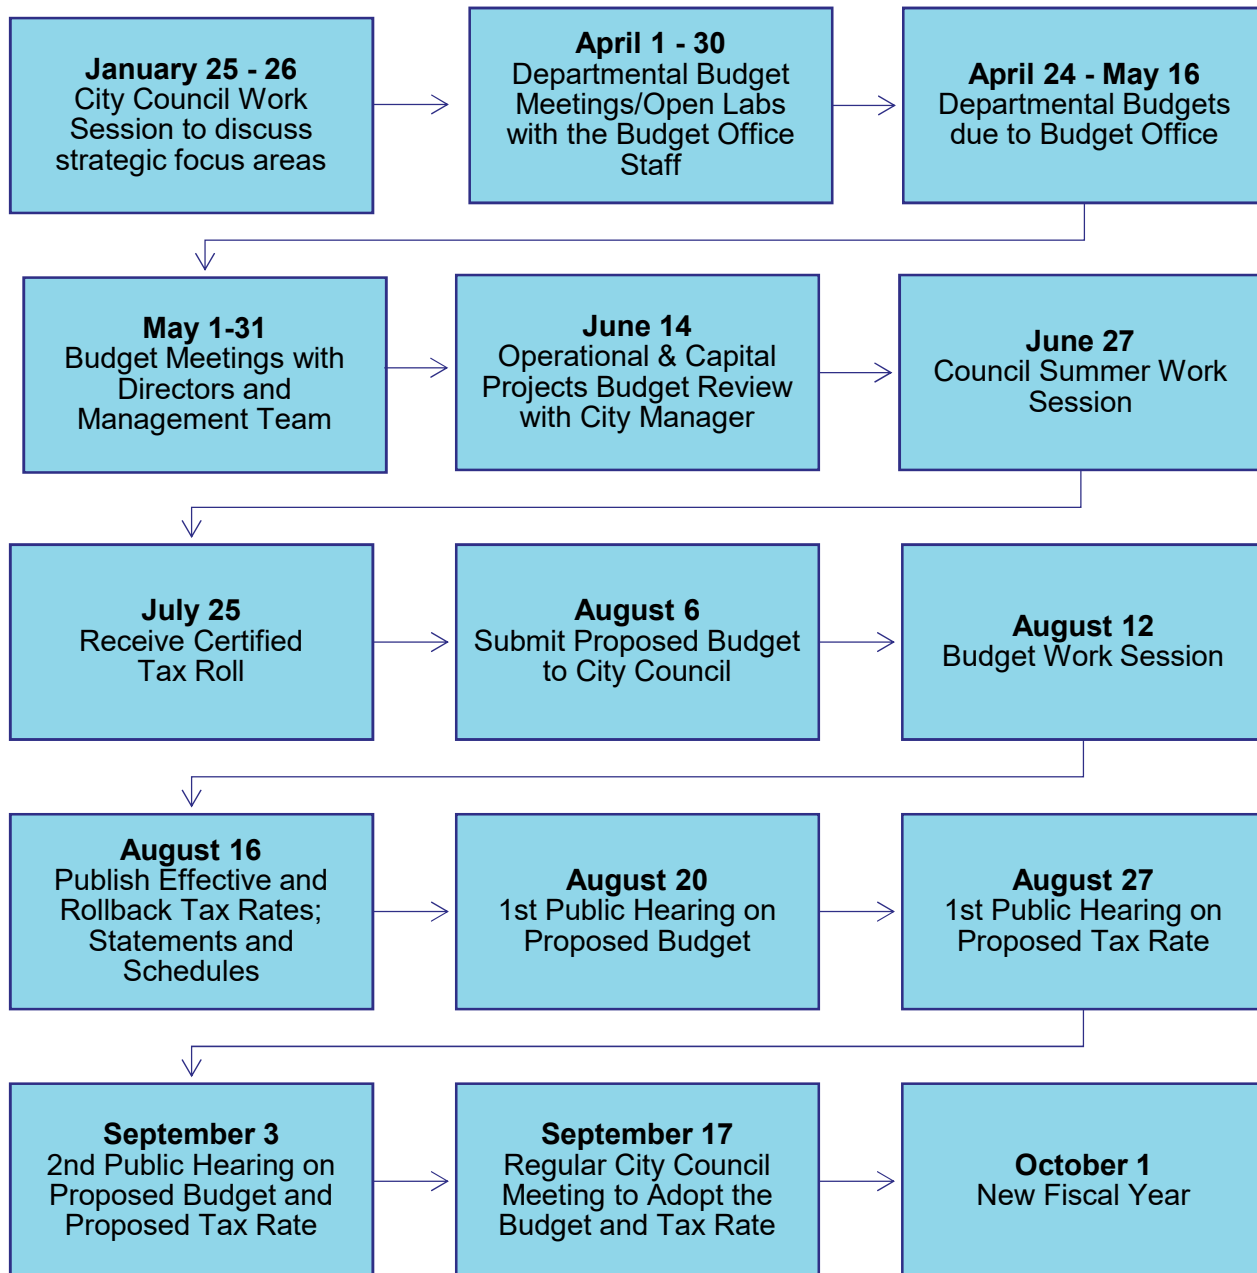 January 25 - 26
City Council Work
Session to discuss
strategic focus areas
April 1 - 30
Departmental Budget
Meetings/Open Labs
with the Budget Office
Staff
April 24 - May 16
Departmental Budgets
due to Budget Office
May 1-31
Budget Meetings with
Directors and
Management Team
June 14
Operational & Capital
Projects Budget Review
with City Manager
June 27
Council Summer Work
Session
July 25
Receive Certified
Tax Roll
August 6
Submit Proposed Budget
to City Council
August 12
Budget Work Session
August 16
Publish Effective and
Rollback Tax Rates;
Statements and
Schedules
August 20
1st Public Hearing on
Proposed Budget
August 27
1st Public Hearing on
Proposed Tax Rate
September 3
2nd Public Hearing on
Proposed Budget and
Proposed Tax Rate
September 17
Regular City Council
Meeting to Adopt the
Budget and Tax Rate
October 1
New Fiscal Year